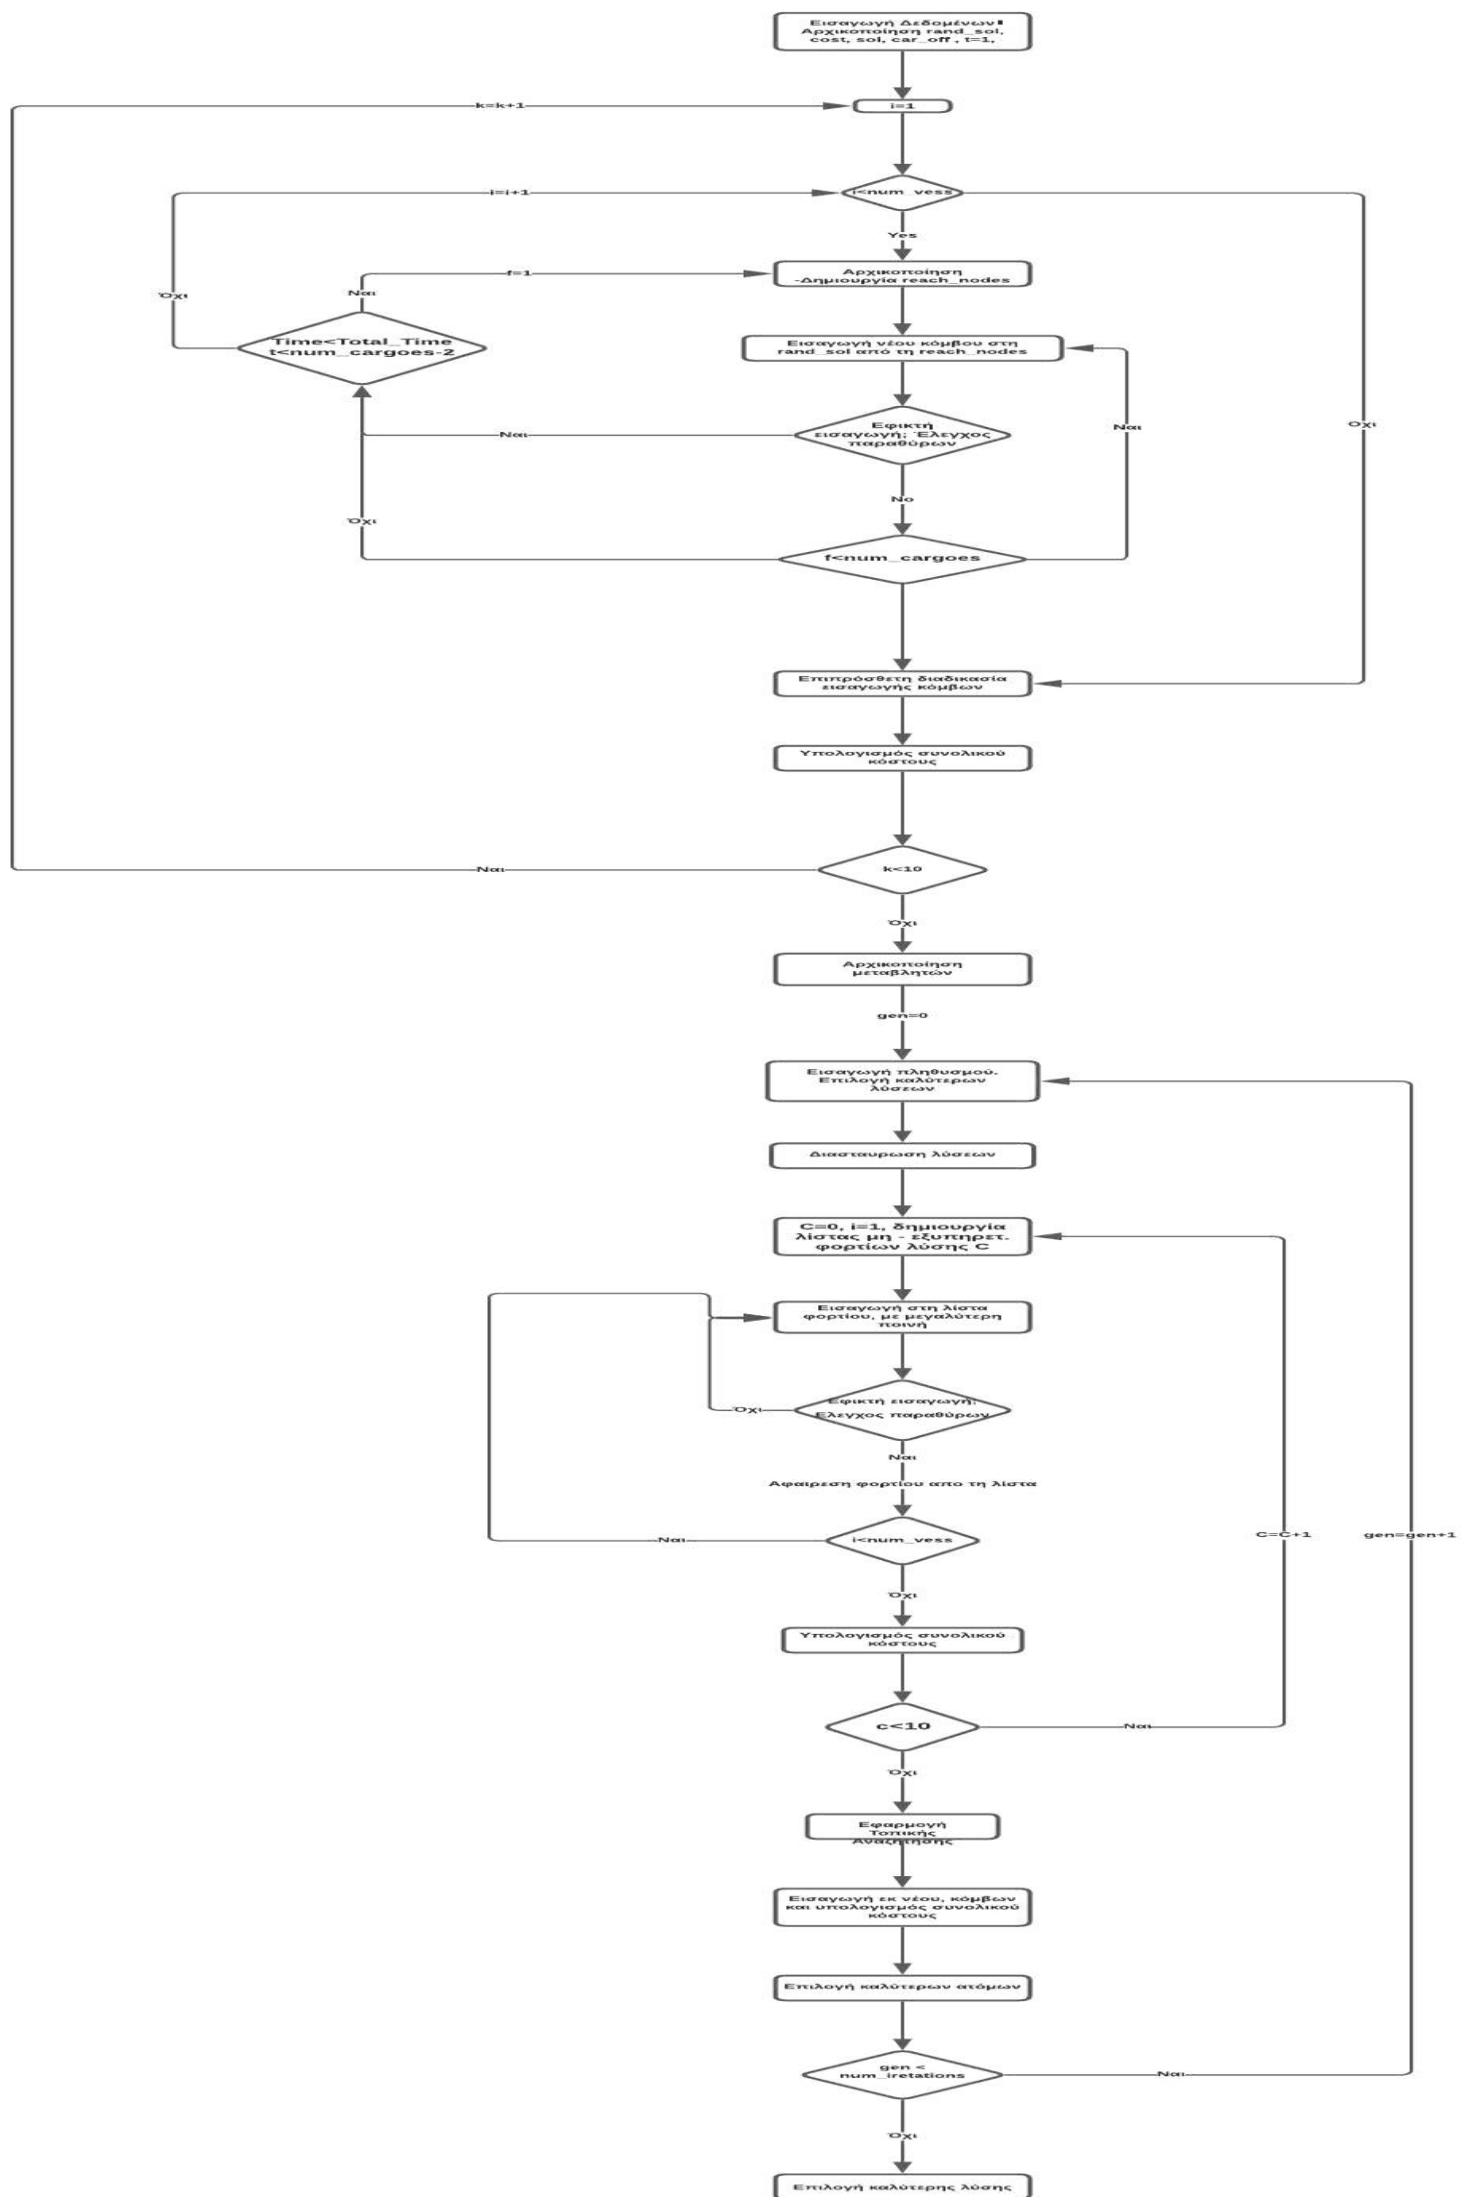 Εισαγωγή Δεδομένων
Αρχικοποίηση rand_sol,
cost, sol, car_off , t=1,
k=k+1
i=1
i=i+1
i<num_vess
Yes
f=1
Αρχικοποίηση
-Δημιουργία reach_nodes
Όχι
Ναι
Time<Total_Time
t<num_cargoes-2
Εισαγωγή νέου κόμβου στη
rand_sol από τη reach_nodes
Ναι
Εφικτή
εισαγωγή; Έλεγχος
παραθύρων
Ναι
Όχι
No
Όχι
f<num_cargoes
Επιπρόσθετη διαδικασία
εισαγωγής κόμβων
Υπολογισμός συνολικού
κόστους
Ναι
k<10
Όχι
Αρχικοποίηση
μεταβλητών
gen=0
Εισαγωγή πληθυσμού.
Επιλογή καλύτερων
λύσεων
Διασταυρωση λύσεων
C=0, i=1, δημιουργία
λίστας μη - εξυπηρετ.
φορτίων λύσης C
Εισαγωγή στη λίστα
φορτίου, με μεγαλύτερη
ποινή
Όχι
Εφικτή εισαγωγή;
Έλεγχος παραθύρων
Ναι
Αφαιρεση φορτίου απο τη λίστα
Ναι
i<num_vess
C=C+1
gen=gen+1
Όχι
Υπολογισμός συνολικού
κόστους
c<10
Ναι
Όχι
Εφαρμογή
Τοπικής
Αναζήτησης
Εισαγωγή εκ νέου, κόμβων
και υπολογισμός συνολικού
κόστους
Επιλογή καλύτερων ατόμων
gen <
num_iretations
Ναι
Όχι
Επιλογή καλύτερης λύσης